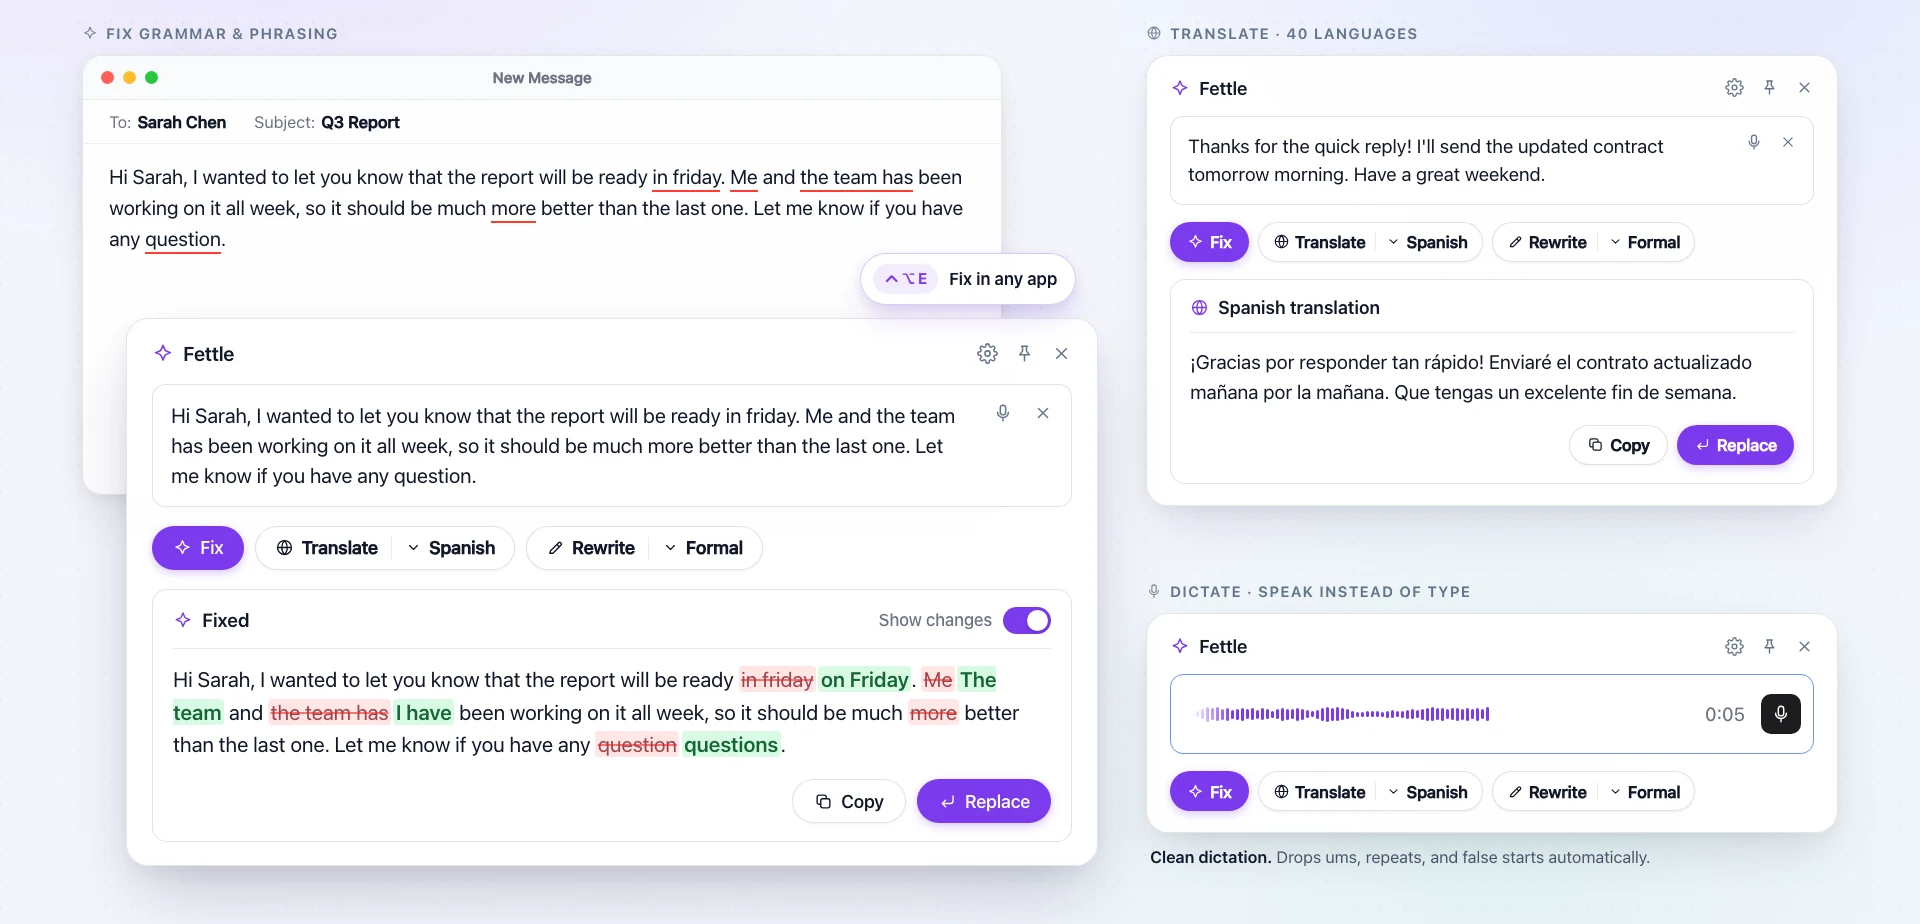 FIX GRAMMAR & PHRASING
New Message
To: Sarah Chen Subject: Q3 Report
Hi Sarah, I wanted to let you know that the report will be ready in friday. Me and the team has been
working on it all week, so it should be much more better than the last one. Let me know if you have
any question.
⌃⌥E Fix in any app
Fettle
Hi Sarah, I wanted to let you know that the report will be ready in friday. Me and the team
has been working on it all week, so it should be much more better than the last one. Let
me know if you have any question.
Fix Translate Spanish Rewrite Formal
Fixed Show changes
Hi Sarah, I wanted to let you know that the report will be ready in friday on Friday. Me The
team and the team has I have been working on it all week, so it should be much more better
than the last one. Let me know if you have any question questions.
Copy Replace
TRANSLATE · 40 LANGUAGES
Fettle
Thanks for the quick reply! I'll send the updated contract
tomorrow morning. Have a great weekend.
Fix Translate Spanish Rewrite Formal
Spanish translation
¡Gracias por responder tan rápido! Enviaré el contrato actualizado
mañana por la mañana. Que tengas un excelente fin de semana.
Copy Replace
DICTATE · SPEAK INSTEAD OF TYPE
Fettle
0:05
Fix Translate Spanish Rewrite Formal
Clean dictation. Drops ums, repeats, and false starts automatically.